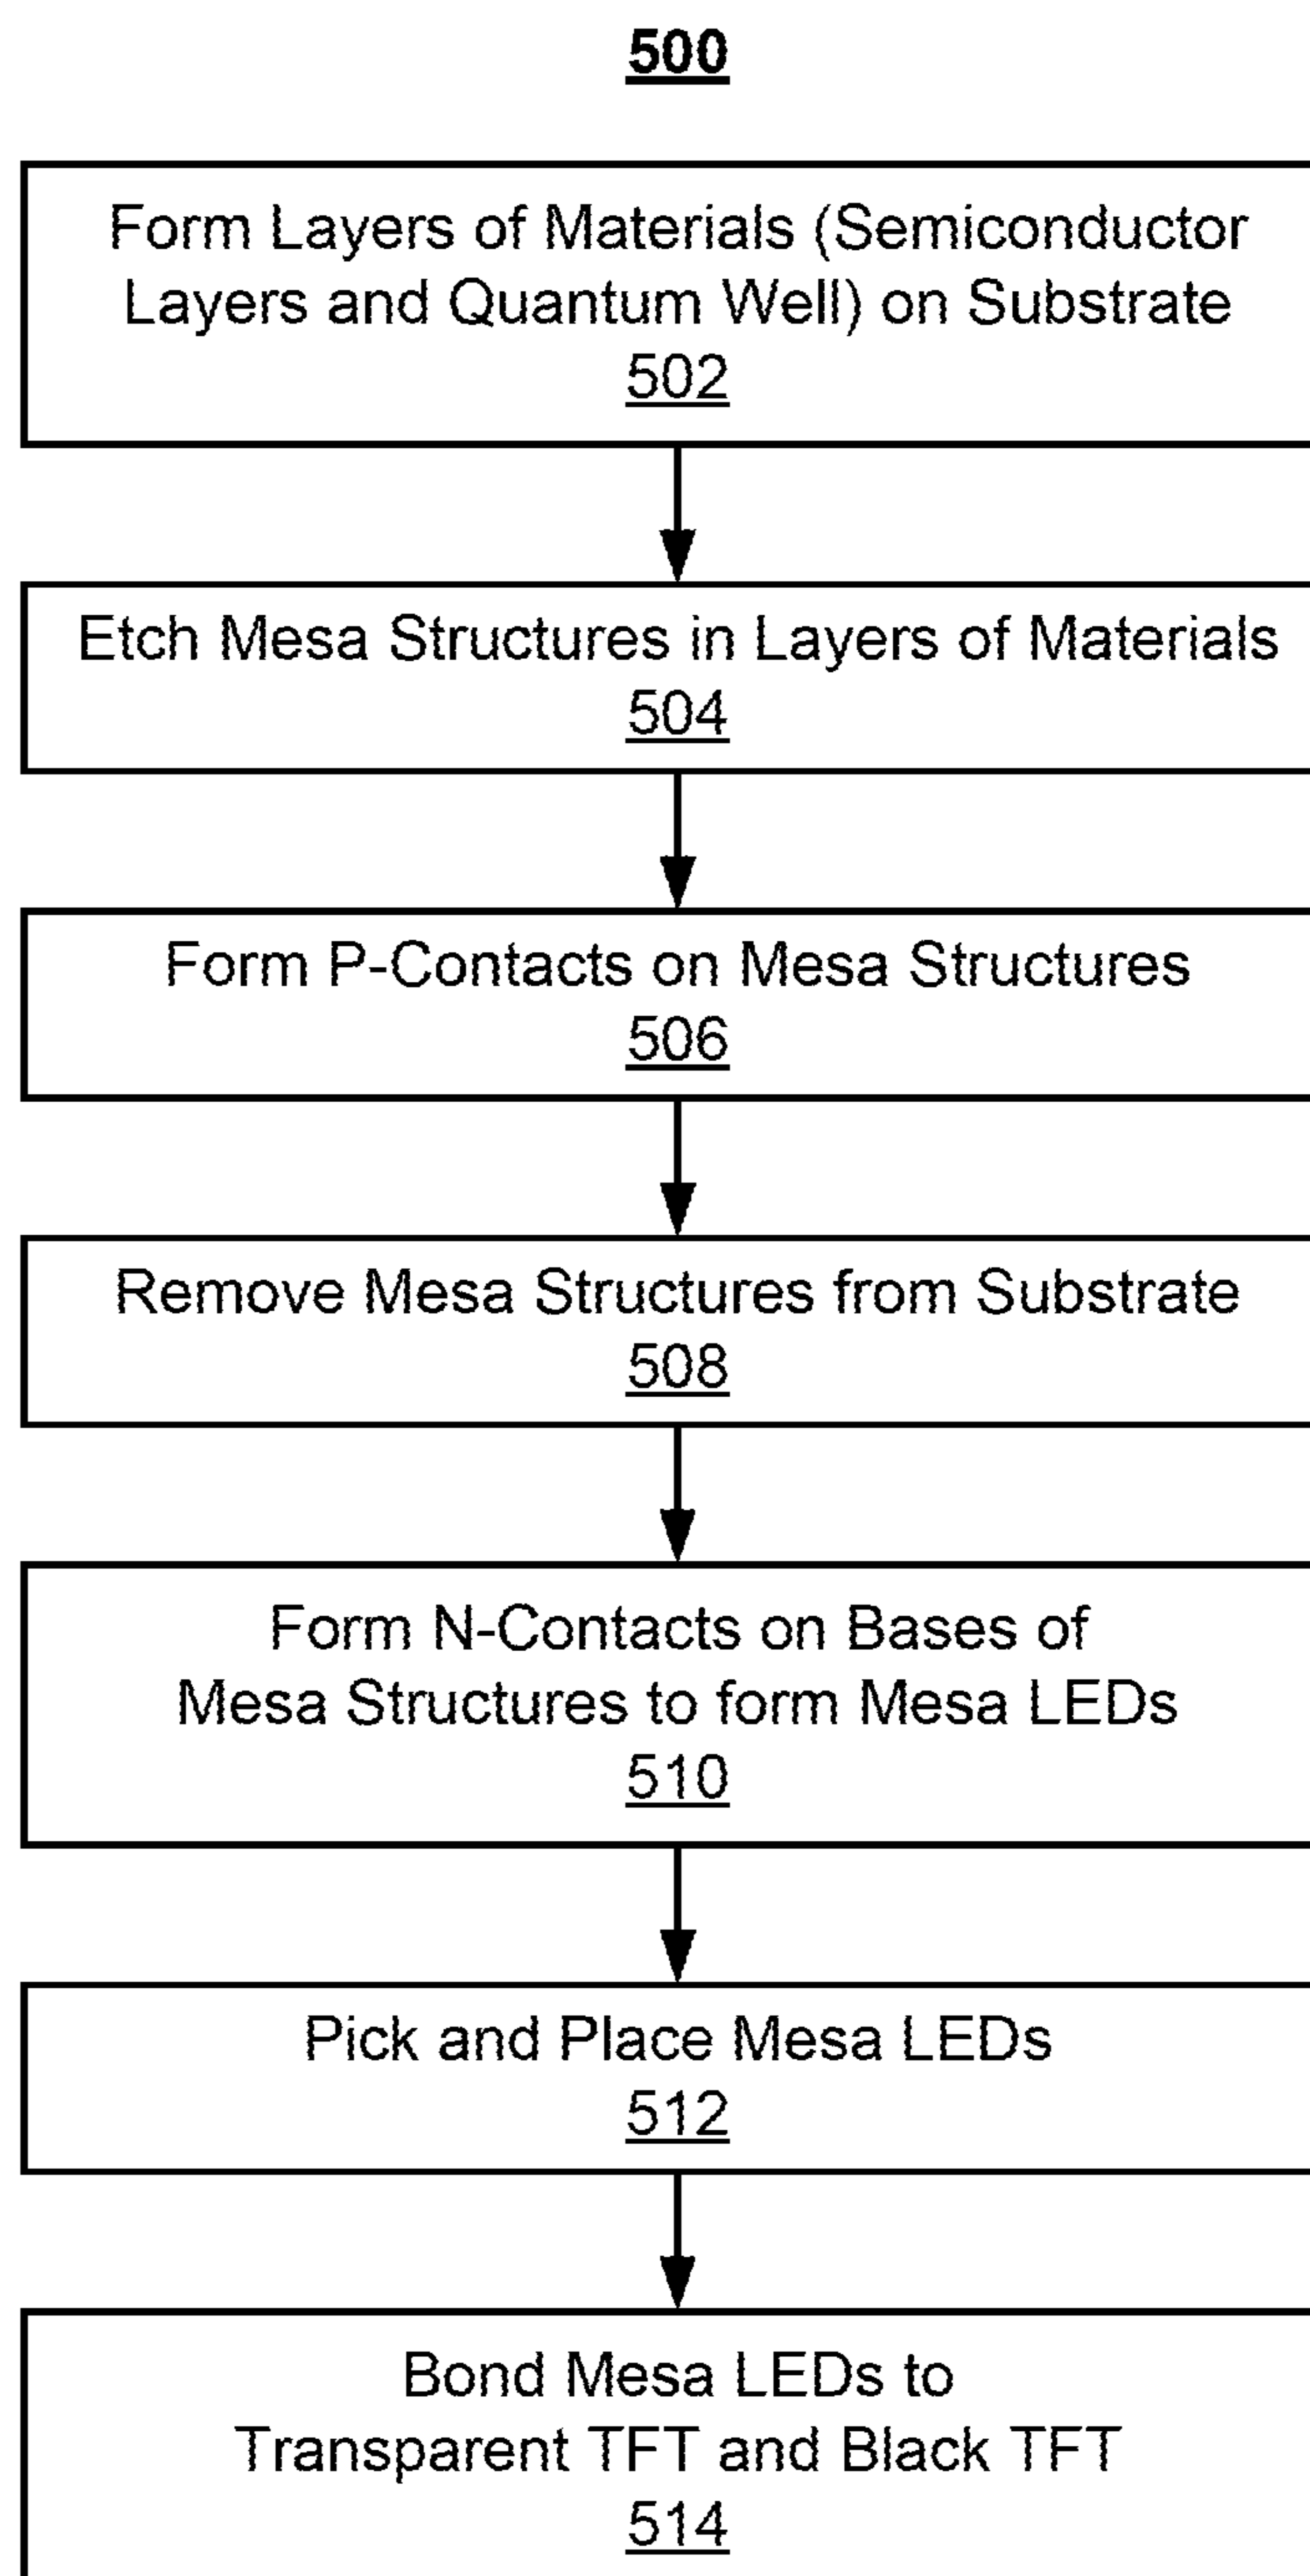 500
Form Layers of Materials (Semiconductor
Layers and Quantum Well) on Substrate
502
Etch Mesa Structures in Layers of Materials
504
Form P-Contacts on Mesa Structures
506
Remove Mesa Structures from Substrate
508
Form N-Contacts on Bases of
Mesa Structures to form Mesa LEDs
510
Pick and Place Mesa LEDs
512
Bond Mesa LEDs to
Transparent TFT and Black TFT
514